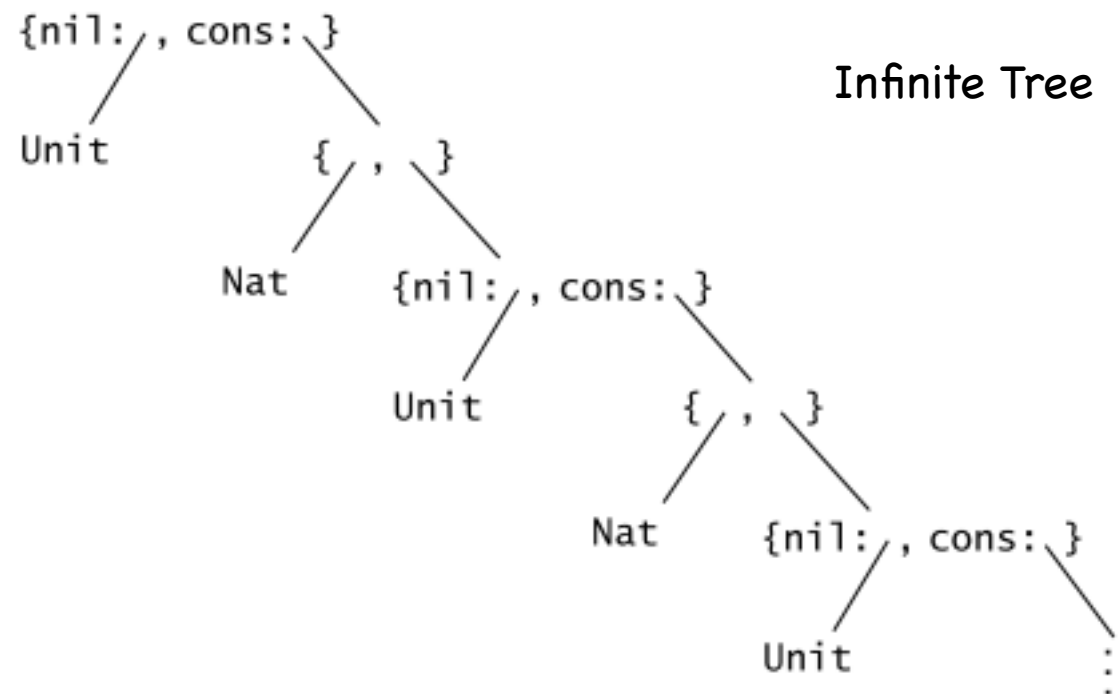 {nil: , cons: }
Infinite Tree
Unit
{ , }
Nat
{nil: , cons: }
Unit
{ , }
Nat
{nil: , cons: }
Unit
: